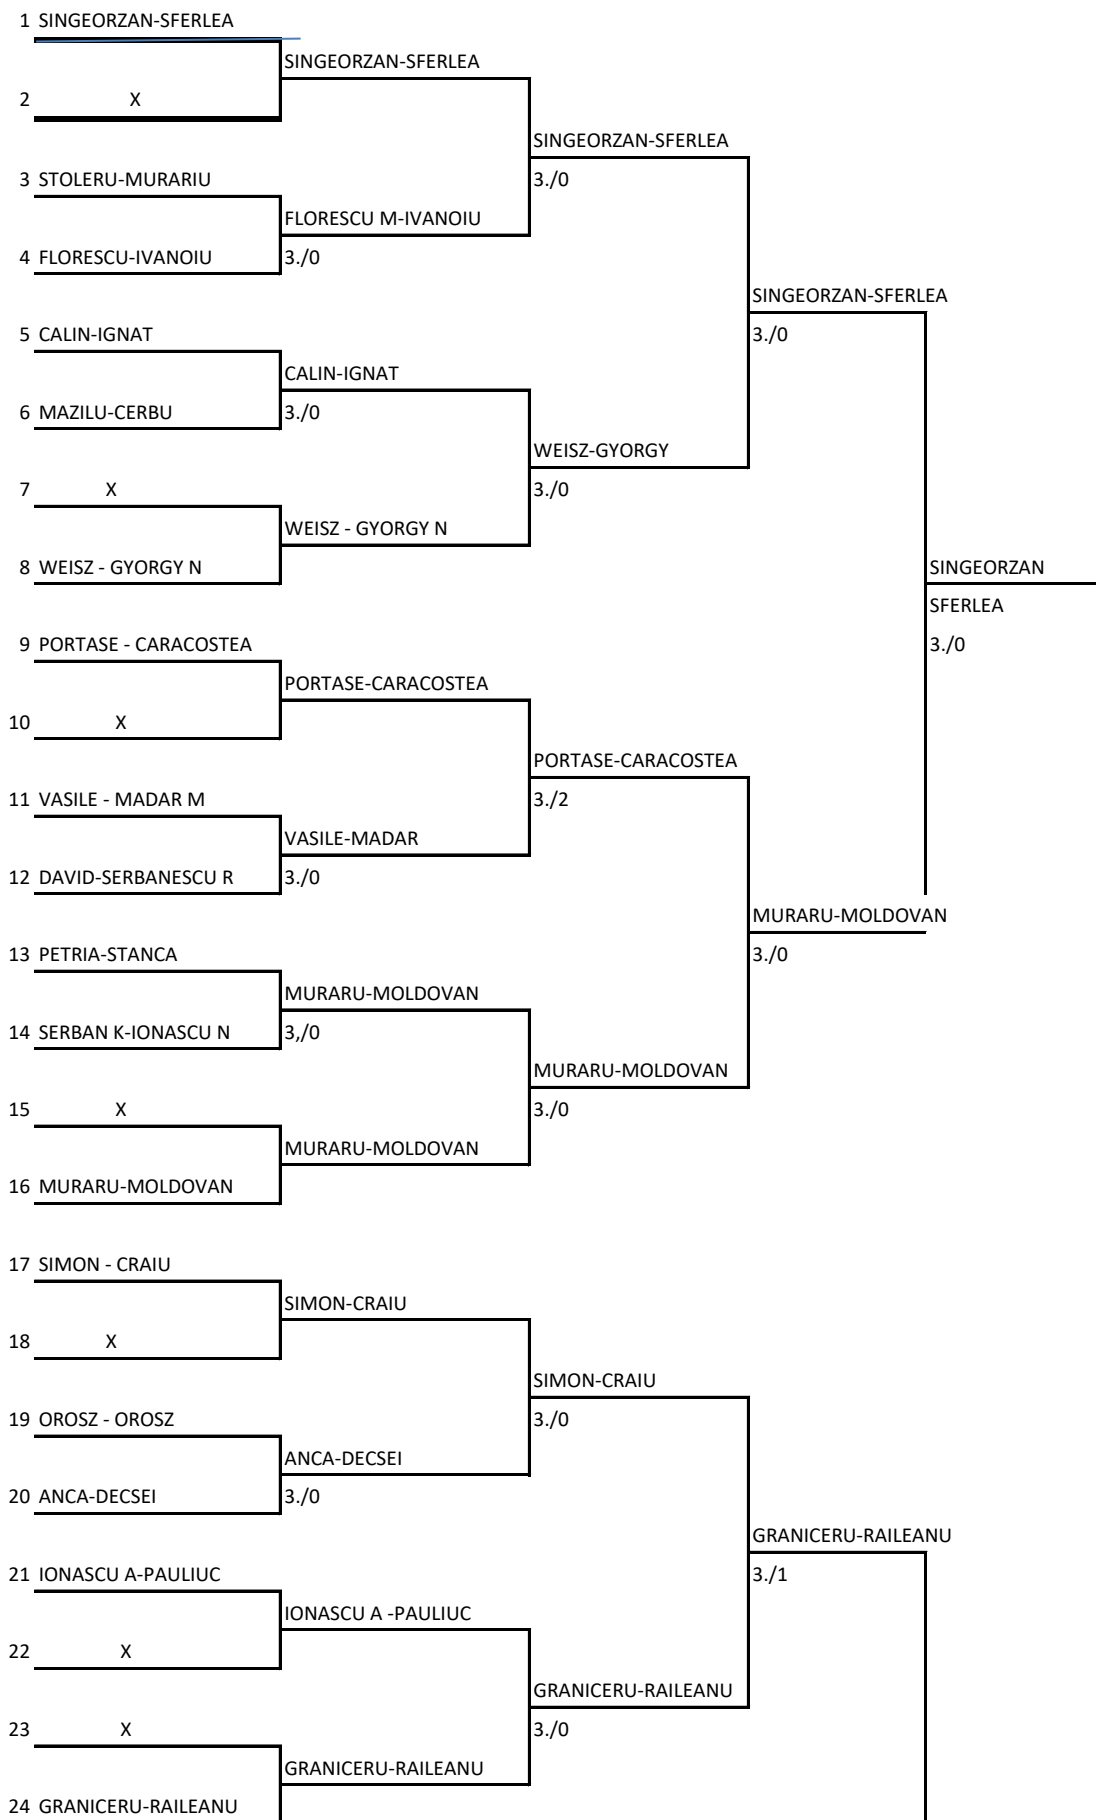 1 SINGEORZAN-SFERLEA
SINGEORZAN-SFERLEA
2 X
SINGEORZAN-SFERLEA
3 STOLERU-MURARIU
3./0
FLORESCU M-IVANOIU
4 FLORESCU-IVANOIU
3./0
SINGEORZAN-SFERLEA
5 CALIN-IGNAT
3./0
CALIN-IGNAT
6 MAZILU-CERBU
3./0
WEISZ-GYORGY
7 X
3./0
WEISZ - GYORGY N
8 WEISZ - GYORGY N
SINGEORZAN
SFERLEA
9 PORTASE - CARACOSTEA
3./0
PORTASE-CARACOSTEA
10 X
PORTASE-CARACOSTEA
11 VASILE - MADAR M
3./2
VASILE-MADAR
12 DAVID-SERBANESCU R
3./0
MURARU-MOLDOVAN
13 PETRIA-STANCA
3./0
MURARU-MOLDOVAN
14 SERBAN K-IONASCU N
3,/0
MURARU-MOLDOVAN
15 X
3./0
MURARU-MOLDOVAN
16 MURARU-MOLDOVAN
17 SIMON - CRAIU
SIMON-CRAIU
18 X
SIMON-CRAIU
19 OROSZ - OROSZ
3./0
ANCA-DECSEI
20 ANCA-DECSEI
3./0
GRANICERU-RAILEANU
21 IONASCU A-PAULIUC
3./1
IONASCU A -PAULIUC
22 X
GRANICERU-RAILEANU
23 X
3./0
GRANICERU-RAILEANU
24 GRANICERU-RAILEANU